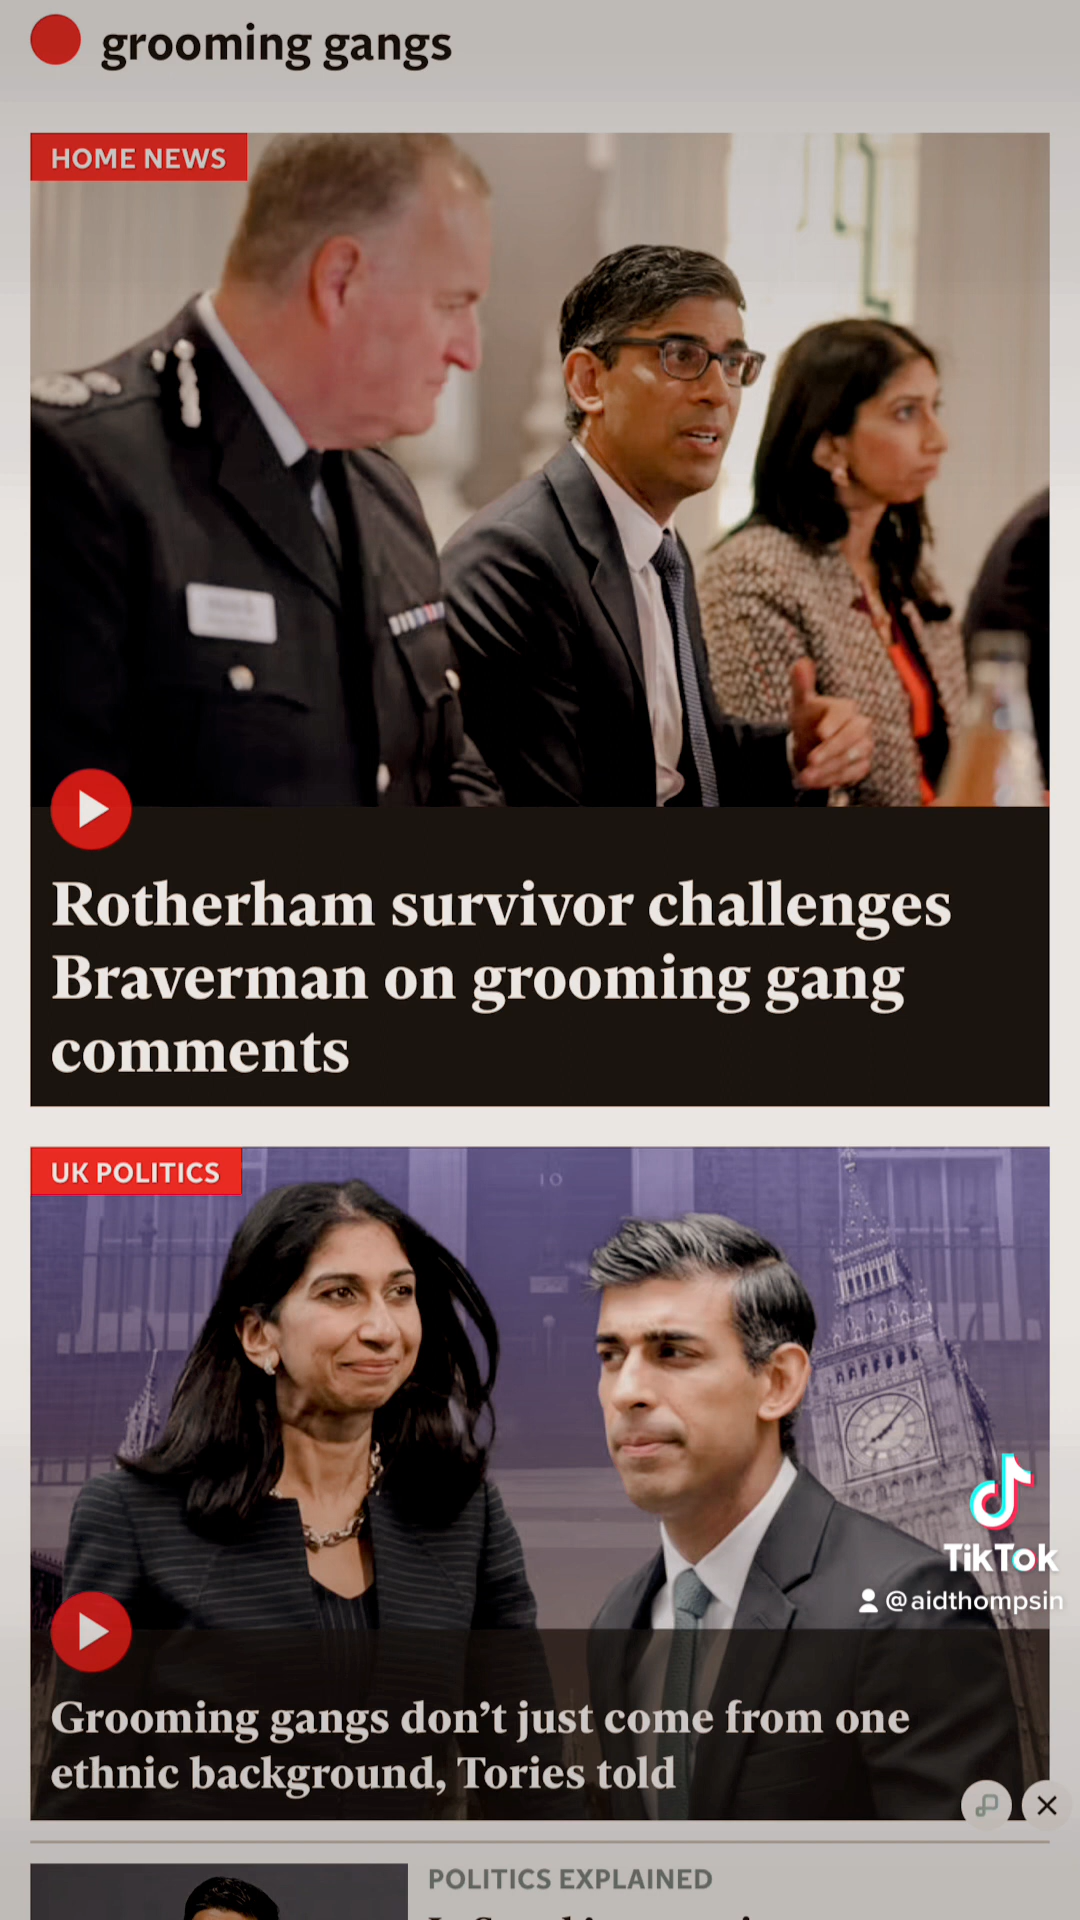 grooming gangs
HOME NEWS
Rotherham survivor challenges
Braverman on grooming gang
comments
UK POLITICS
10
TikTok
@aidthompsin
Grooming gangs don’t just come from one
ethnic background, Tories told
POLITICS EXPLAINED